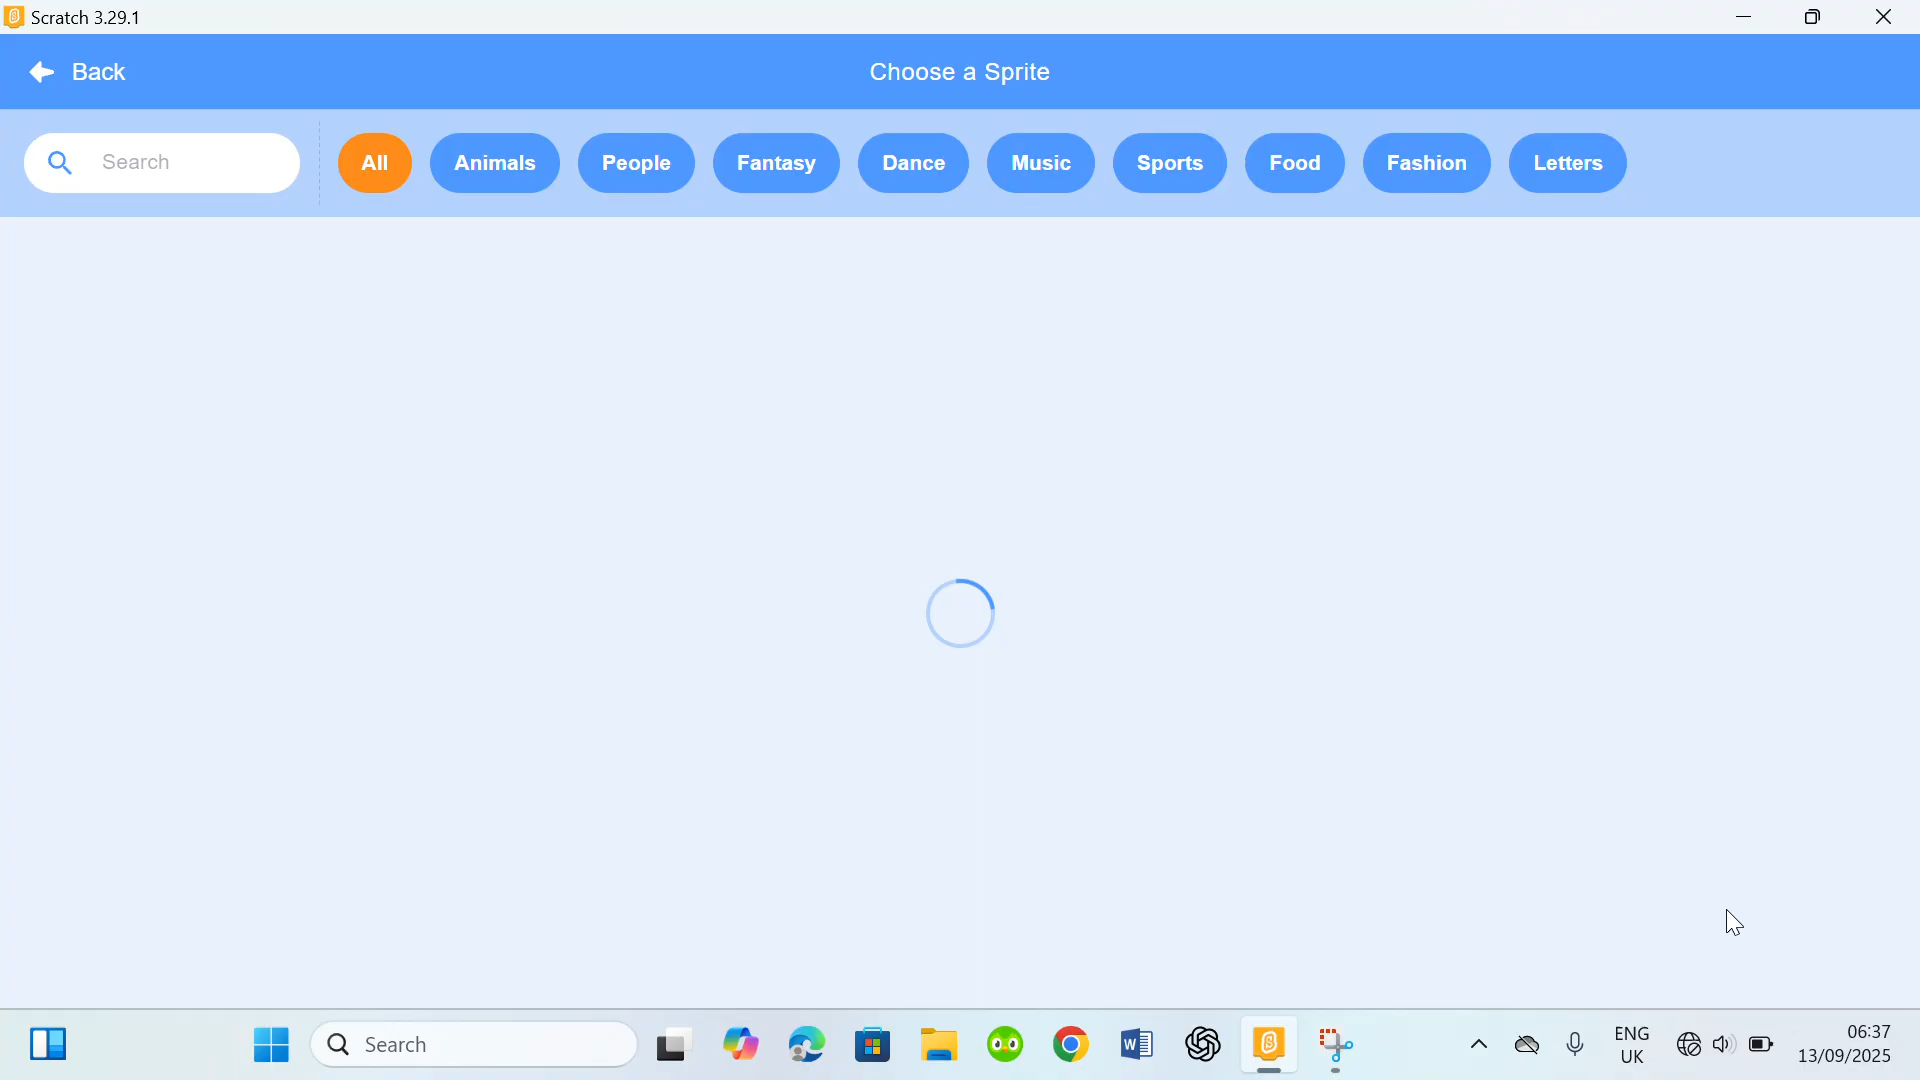 Scratch 3.29.1
Back
Choose a Sprite
Search
All
Animals
People
Fantasy
Dance
Music
Sports
Food
Fashion
Letters
Search
ENG
UK
06:37
13/09/2025